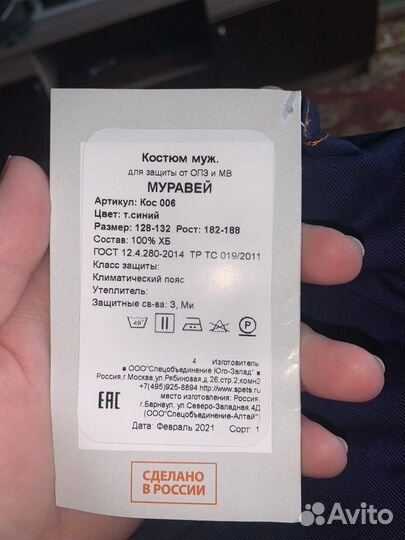 Костюм муж.
для защиты от ОПЗ и МВ
МУРАВЕЙ
Артикул: Кос 006
Цвет: т.синий
Размер: 128-132 Рост: 182-188
Состав: 100% ХБ
ГОСТ 12.4.280-2014 ТР ТС 019/2011
Класс защиты:
Климатический пояс
Утеплитель:
Защитные св-ва: З, Ми
40
P
4 Изготовитель
■ ООО"Спецобъединение Юго-Запад" ■
Россия,г.Москва,ул.Рябиновая,д.26,стр.2,комн2
+7(495)925-8894 http://www.spets.ru
место изготовления: Россия,
г.Барнаул, ул.Северо-Западная,4Д
(ООО"Спецобъединение-Алтай")
EAC
Дата: Февраль 2021 Сорт 1
СДЕЛАНО
В РОССИИ
Avito